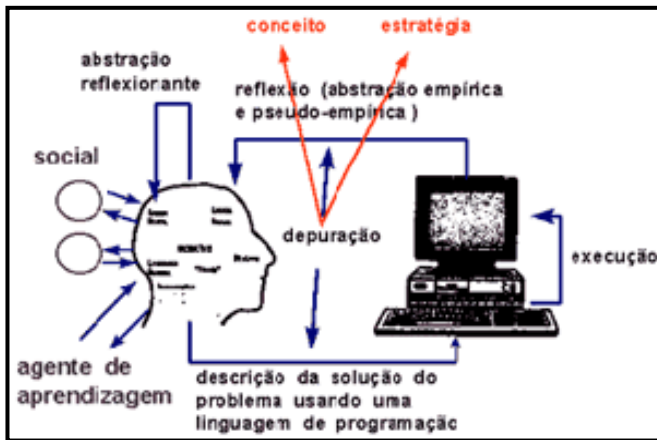 conceito estratégia
abstração
reflexionante
reflexão (abstração empírica
e pseudo-empírica)
social
depuração
execução
agente de
aprendizagem
descrição da solução do
problema usando uma
linguagem de programação